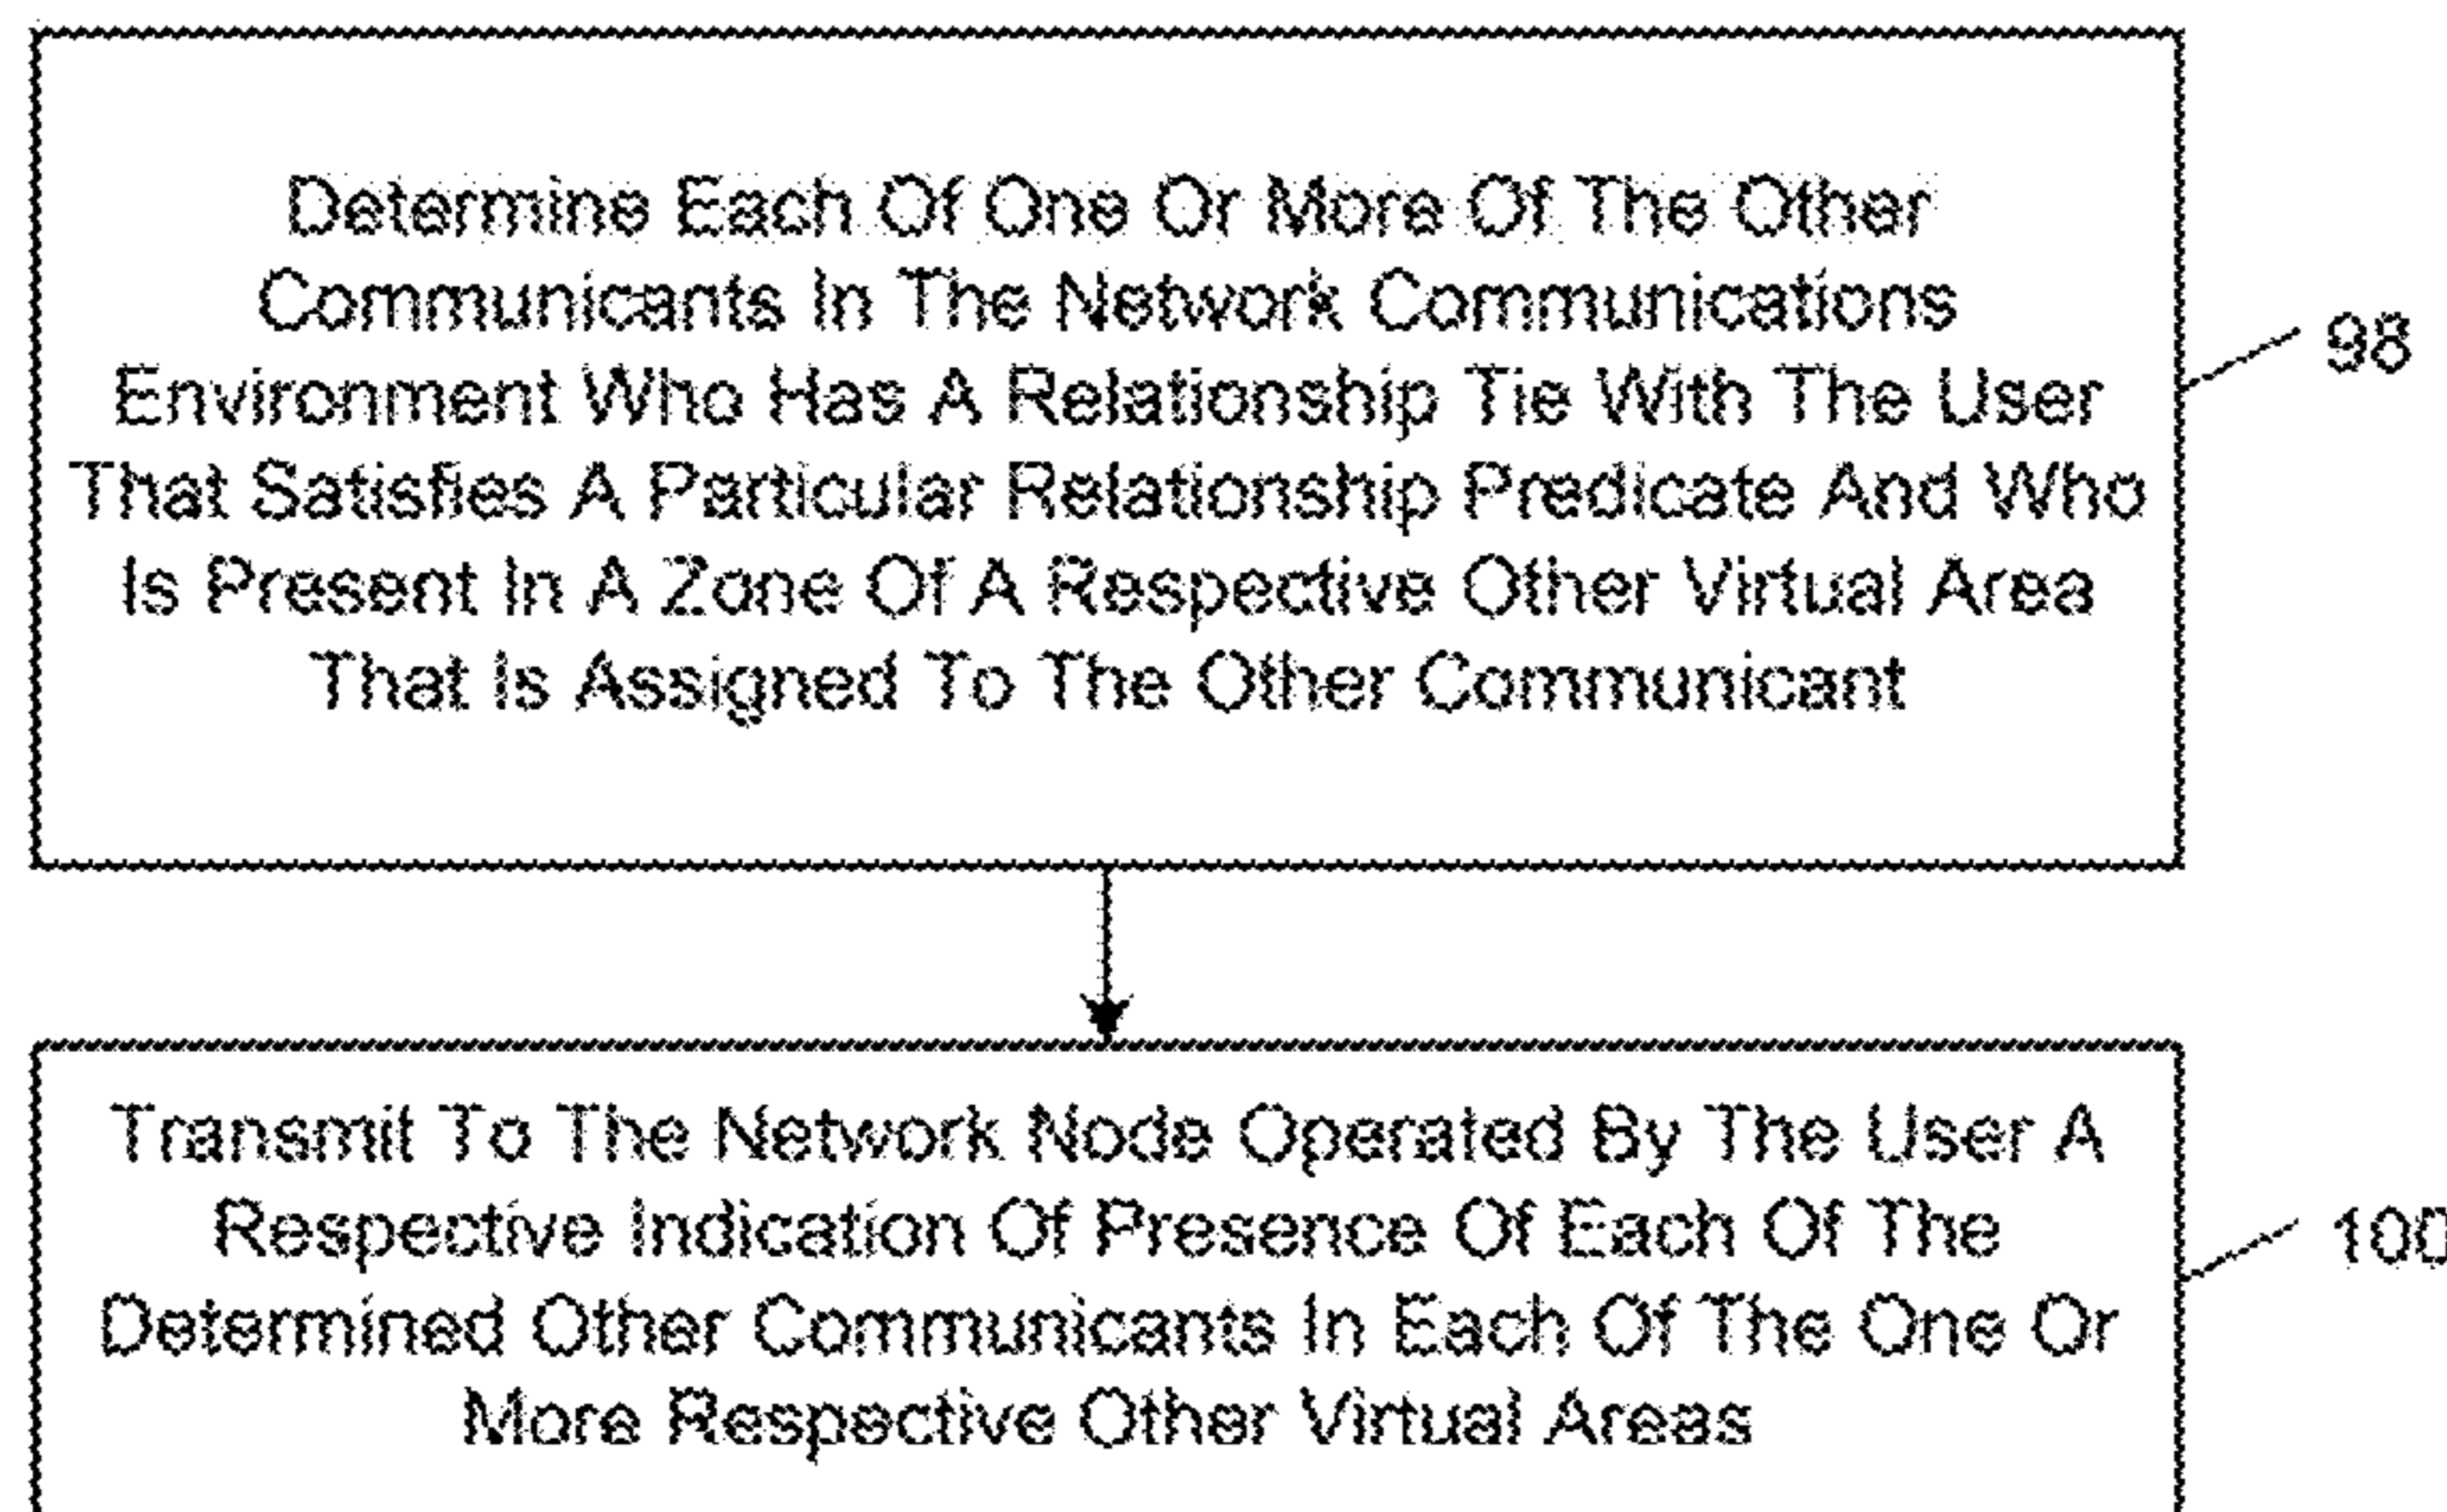 Determine Each Of One Or More Of The Other
Communicants In The Network Communications
Environment Who Has A Relationship Tie With The User
That Satisfies A Particular Relationship Predicate And Who
Is Present In A Zone Of A Respective Other Virtual Area
That Is Assigned To The Other Communicant
98
Transmit To The Network Node Operated By The User A
Respective Indication Of Presence Of Each Of The
Determined Other Communicants In Each Of The One Or
More Respective Other Virtual Areas
100